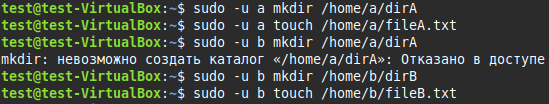 test@test-VirtualBox:~$ sudo -u a mkdir /home/a/dirA
test@test-VirtualBox:~$ sudo -u a touch /home/a/fileA.txt
test@test-VirtualBox:~$ sudo -u b mkdir /home/a/dirA
mkdir: невозможно создать каталог «/home/a/dirA»: Отказано в доступе
test@test-VirtualBox:~$ sudo -u b mkdir /home/b/dirB
test@test-VirtualBox:~$ sudo -u b touch /home/b/fileB.txt